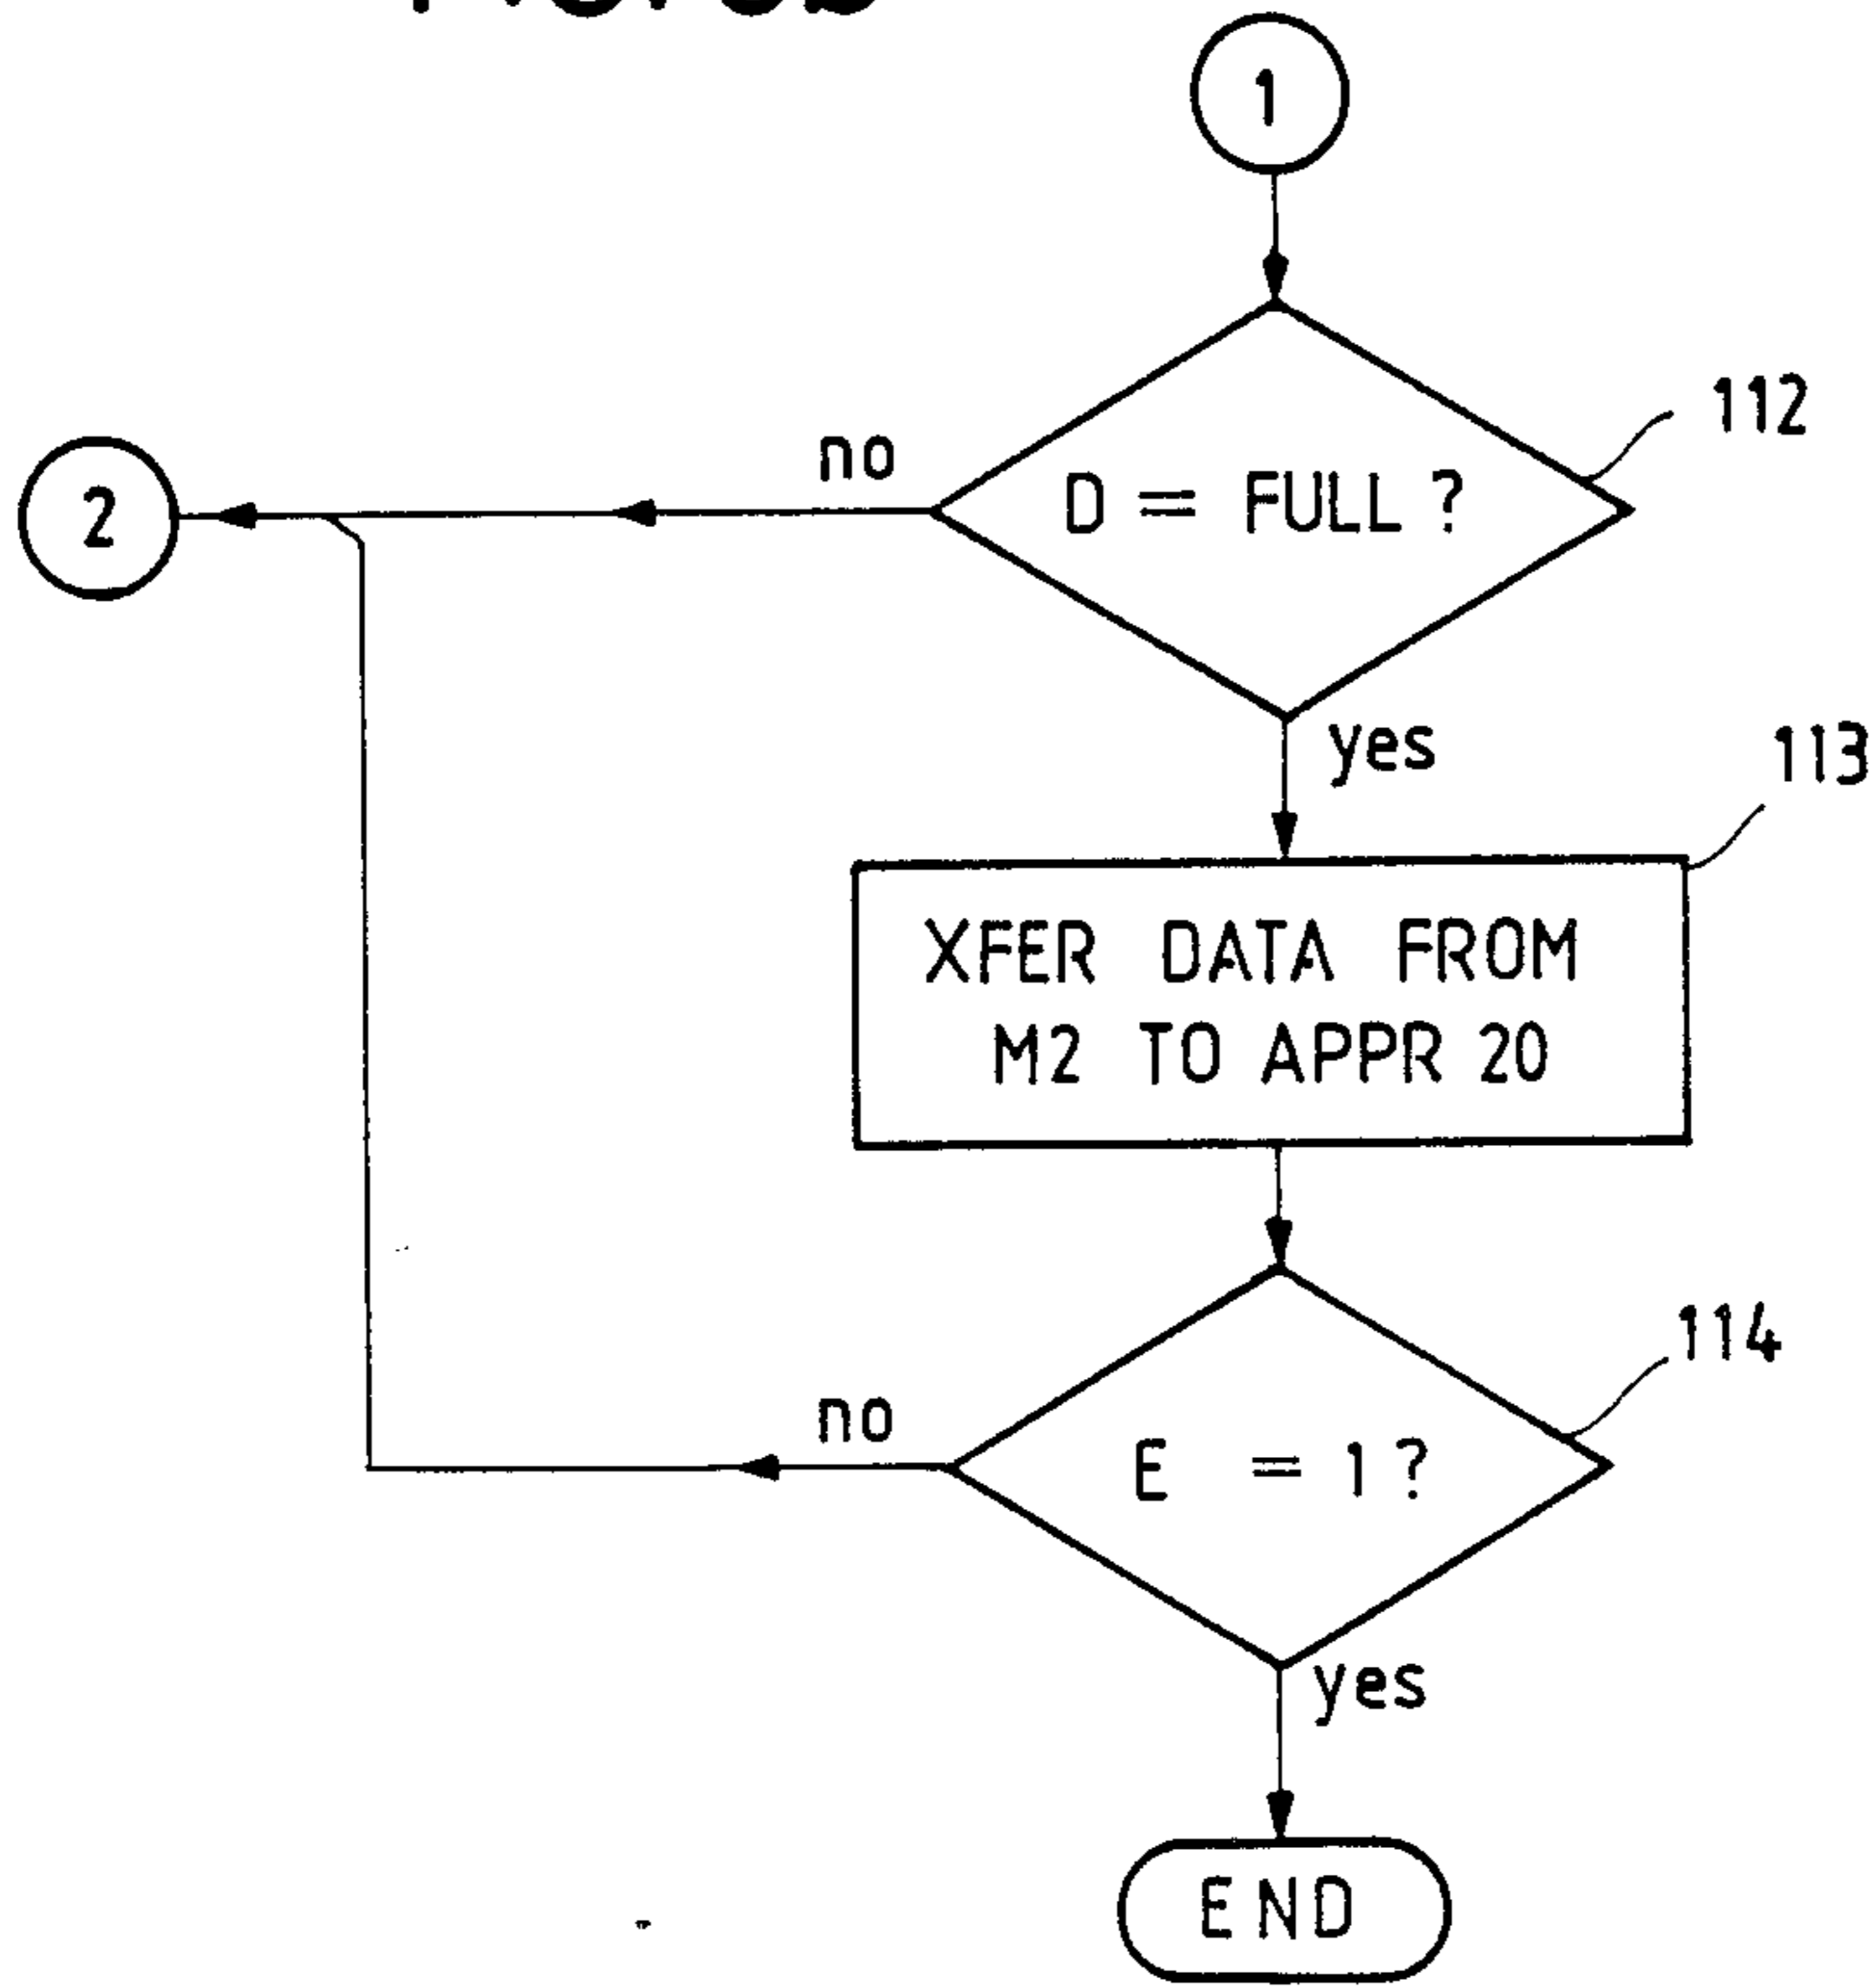 1
112
no
D = FULL ?
2
yes
113
XFER DATA FROM
M2 TO APPR 20
114
no
E = 1 ?
yes
END